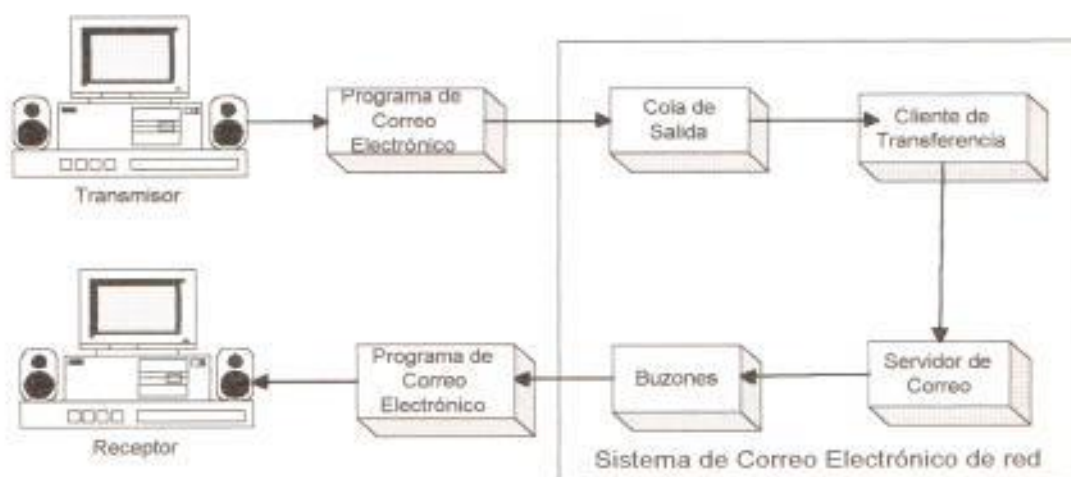 Programa de
Correo
Electrónico
Cola de
Salida
Cliente de
Transferencia
Transmisor
Programa de
Correo
Electrónico
Buzones
Servidor de
Correo
Receptor
Sistema de Correo Electrónico de red